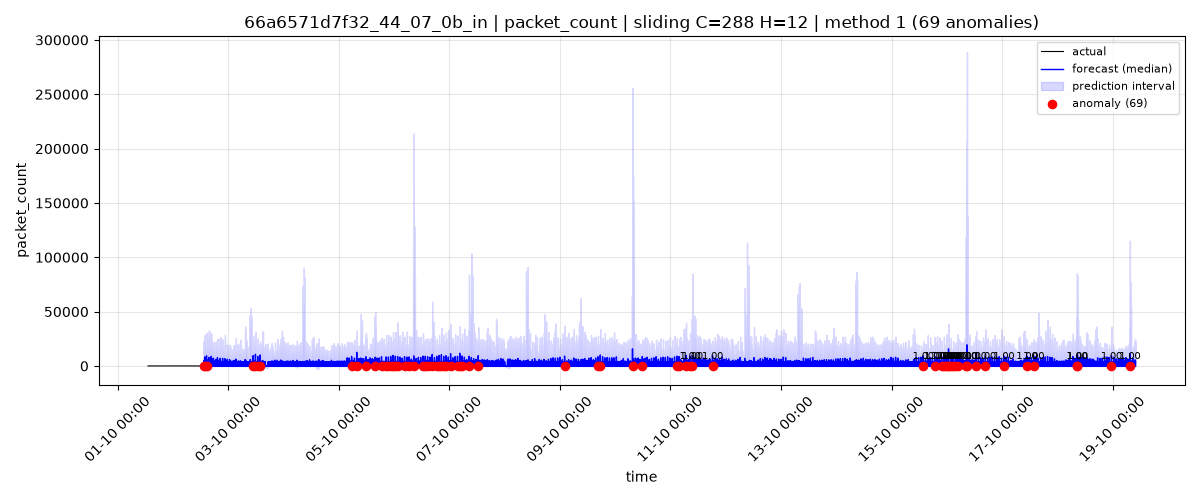 66a6571d7f32_44_07_0b_in | packet_count | sliding C=288 H=12 | method 1 (69 anomalies)
300000
250000
200000
150000
100000
50000
0
packet_count
actual
forecast (median)
prediction interval
anomaly (69)
01-10 00:00
03-10 00:00
05-10 00:00
07-10 00:00
09-10 00:00
11-10 00:00
13-10 00:00
15-10 00:00
17-10 00:00
19-10 00:00
time